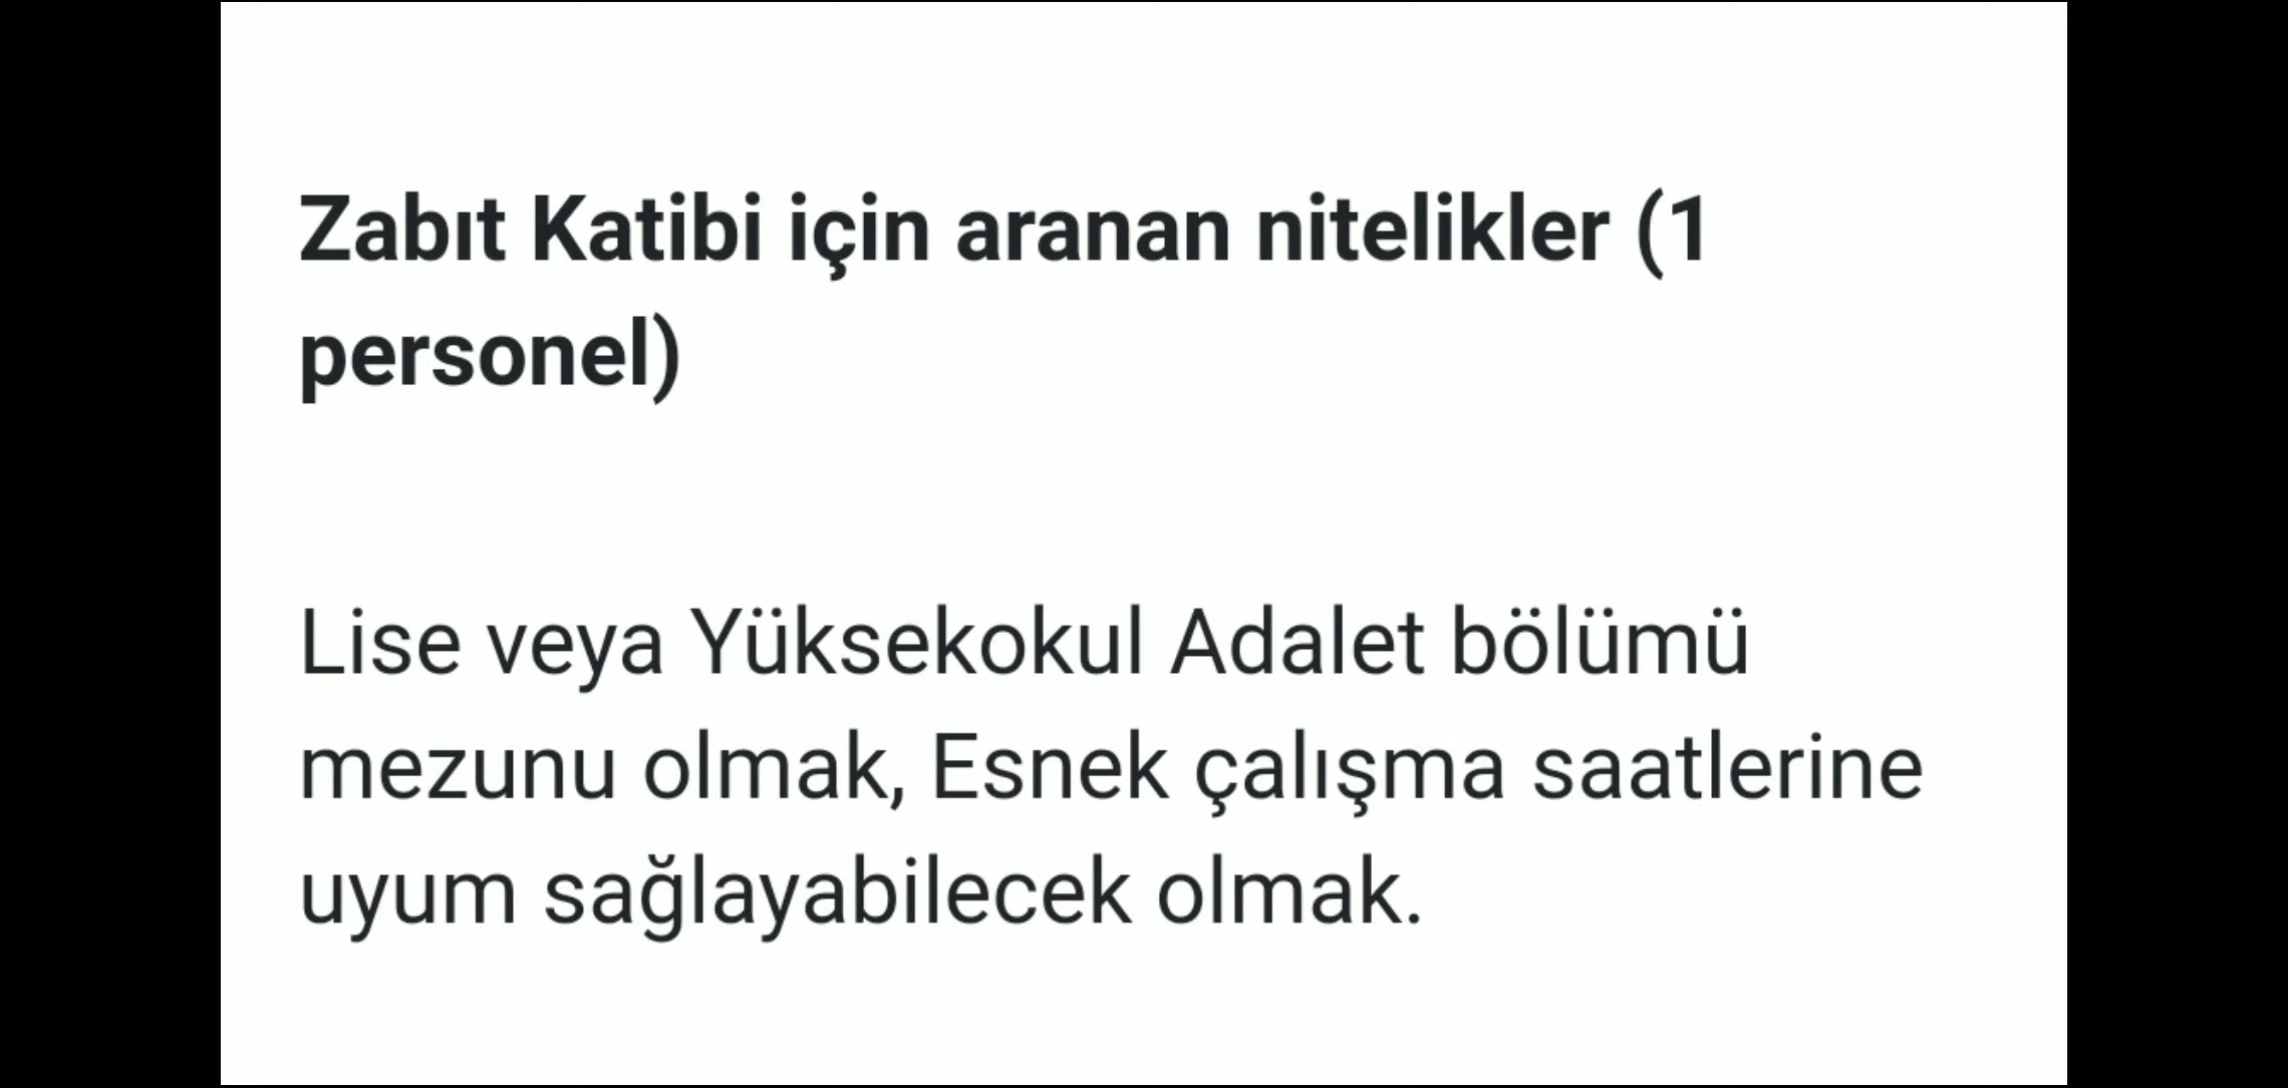 Zabıt Katibi için aranan nitelikler (1
personel)
Lise veya Yüksekokul Adalet bölümü
mezunu olmak, Esnek çalışma saatlerine
uyum sağlayabilecek olmak.